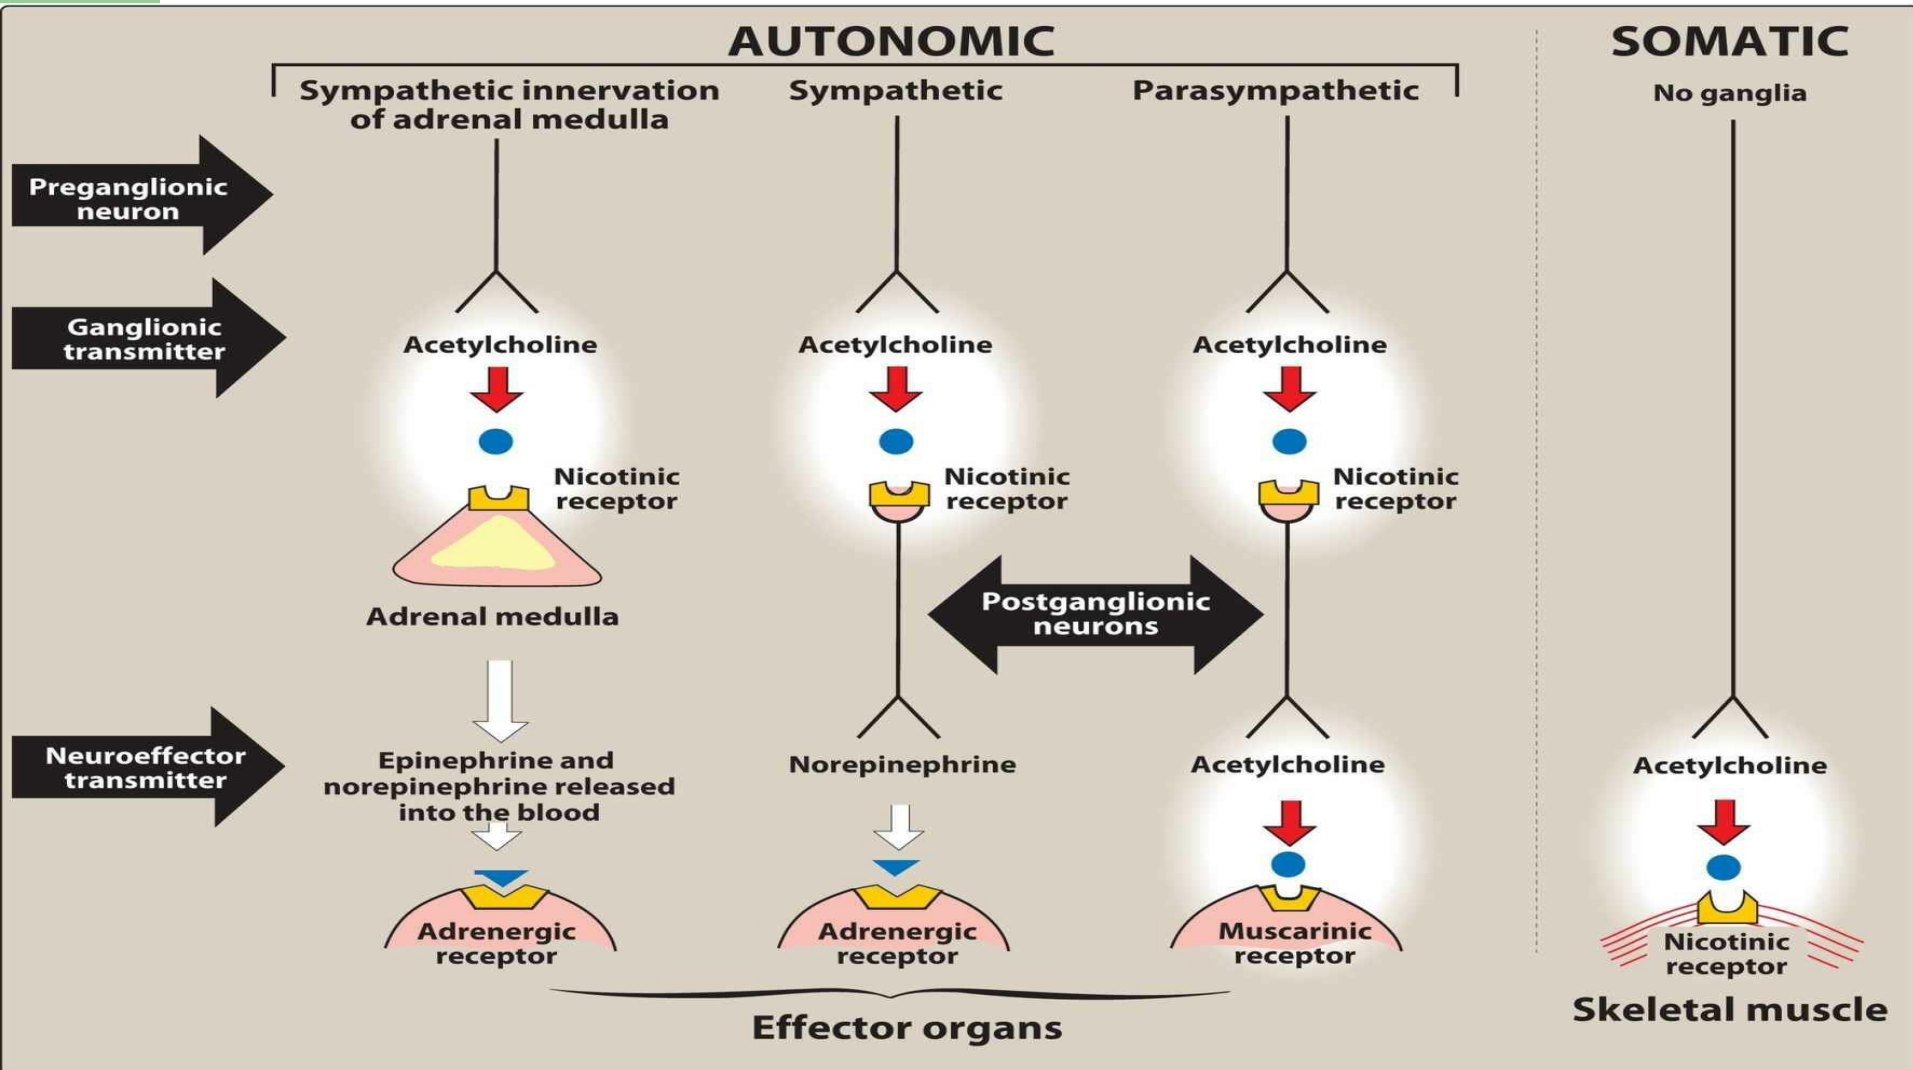 AUTONOMIC
SOMATIC
Sympathetic innervation
of adrenal medulla
Sympathetic
Parasympathetic
No ganglia
Preganglionic
neuron
Ganglionic
transmitter
Acetylcholine
Acetylcholine
Acetylcholine
Nicotinic
receptor
Nicotinic
receptor
Nicotinic
receptor
Adrenal medulla
Postganglionic
neurons
Neuroeffector
transmitter
Epinephrine and
norepinephrine released
into the blood
Norepinephrine
Acetylcholine
Acetylcholine
Adrenergic
receptor
Adrenergic
receptor
Muscarinic
receptor
Nicotinic
receptor
Skeletal muscle
Effector organs